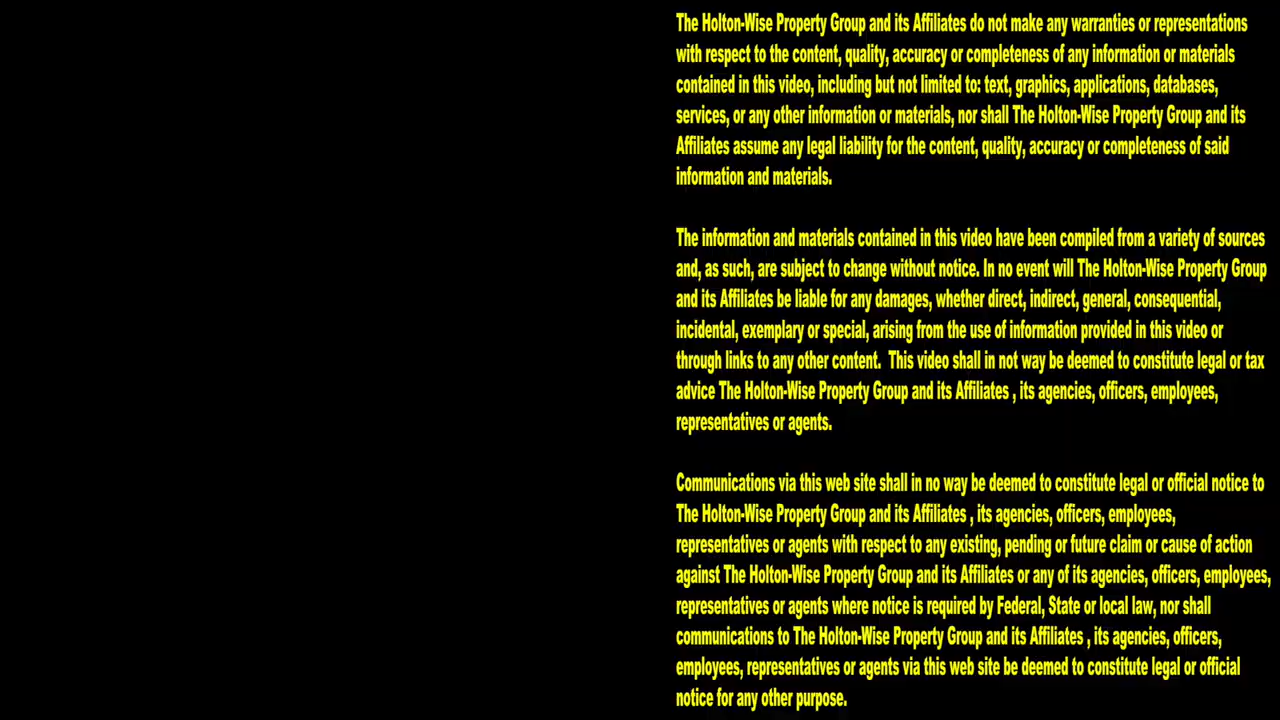 The Holton-Wise Property Group and its Affiliates do not make any warranties or representations
with respect to the content, quality, accuracy or completeness of any information or materials
contained in this video, including but not limited to: text, graphics, applications, databases,
services, or any other information or materials, nor shall The Holton-Wise Property Group and its
Affiliates assume any legal liability for the content, quality, accuracy or completeness of said
information and materials.
The information and materials contained in this video have been compiled from a variety of sources
and, as such, are subject to change without notice. In no event will The Holton-Wise Property Group
and its Affiliates be liable for any damages, whether direct, indirect, general, consequential,
incidental, exemplary or special, arising from the use of information provided in this video or
through links to any other content.  This video shall in not way be deemed to constitute legal or tax
advice The Holton-Wise Property Group and its Affiliates , its agencies, officers, employees,
representatives or agents.
Communications via this web site shall in no way be deemed to constitute legal or official notice to
The Holton-Wise Property Group and its Affiliates , its agencies, officers, employees,
representatives or agents with respect to any existing, pending or future claim or cause of action
against The Holton-Wise Property Group and its Affiliates or any of its agencies, officers, employees,
representatives or agents where notice is required by Federal, State or local law, nor shall
communications to The Holton-Wise Property Group and its Affiliates , its agencies, officers,
employees, representatives or agents via this web site be deemed to constitute legal or official
notice for any other purpose.